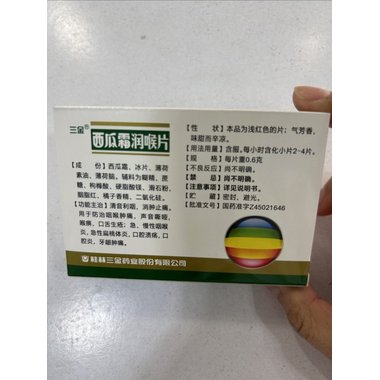 三金® 西瓜霜润喉片
【成 份】西瓜霜、冰片、薄荷
素油、薄荷脑。辅料为糊精、蔗
糖、枸橼酸、硬脂酸镁、滑石粉、
胭脂红、橘子香精、二氧化硅。
【功能主治】清音利咽，消肿止痛。
用于防治咽喉肿痛，声音嘶哑，
喉痹，口舌生疮；急、慢性咽喉
炎，急性扁桃体炎，口腔溃疡，口
腔炎，牙龈肿痛。
【性 状】本品为浅红色的片；气芳香，
味甜而辛凉。
【用法用量】含服。每小时含化小片2~4片。
【规 格】每片重0.6克
【不良反应】尚不明确。
【禁 忌】尚不明确。
【注意事项】详见说明书。
【贮 藏】密封、避光。
【批准文号】国药准字Z45021646
桂林三金药业股份有限公司